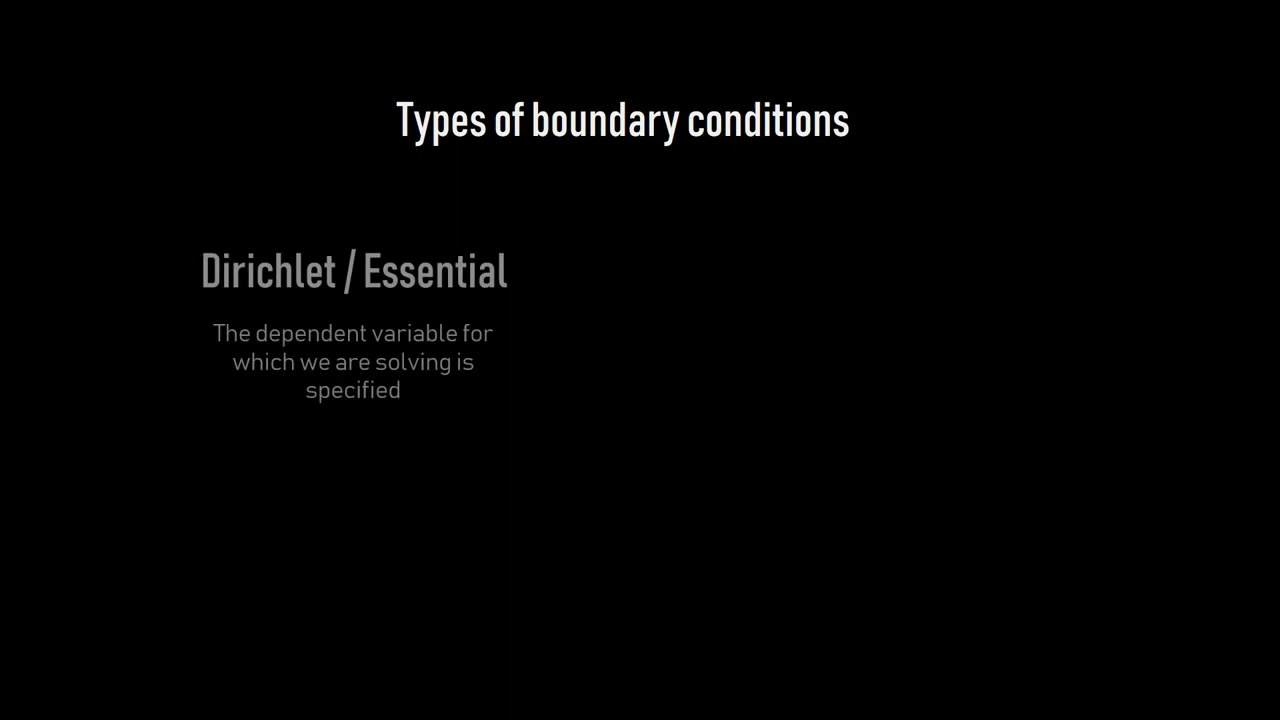 Types of boundary conditions
Dirichlet / Essential
The dependent variable for
which we are solving is
specified